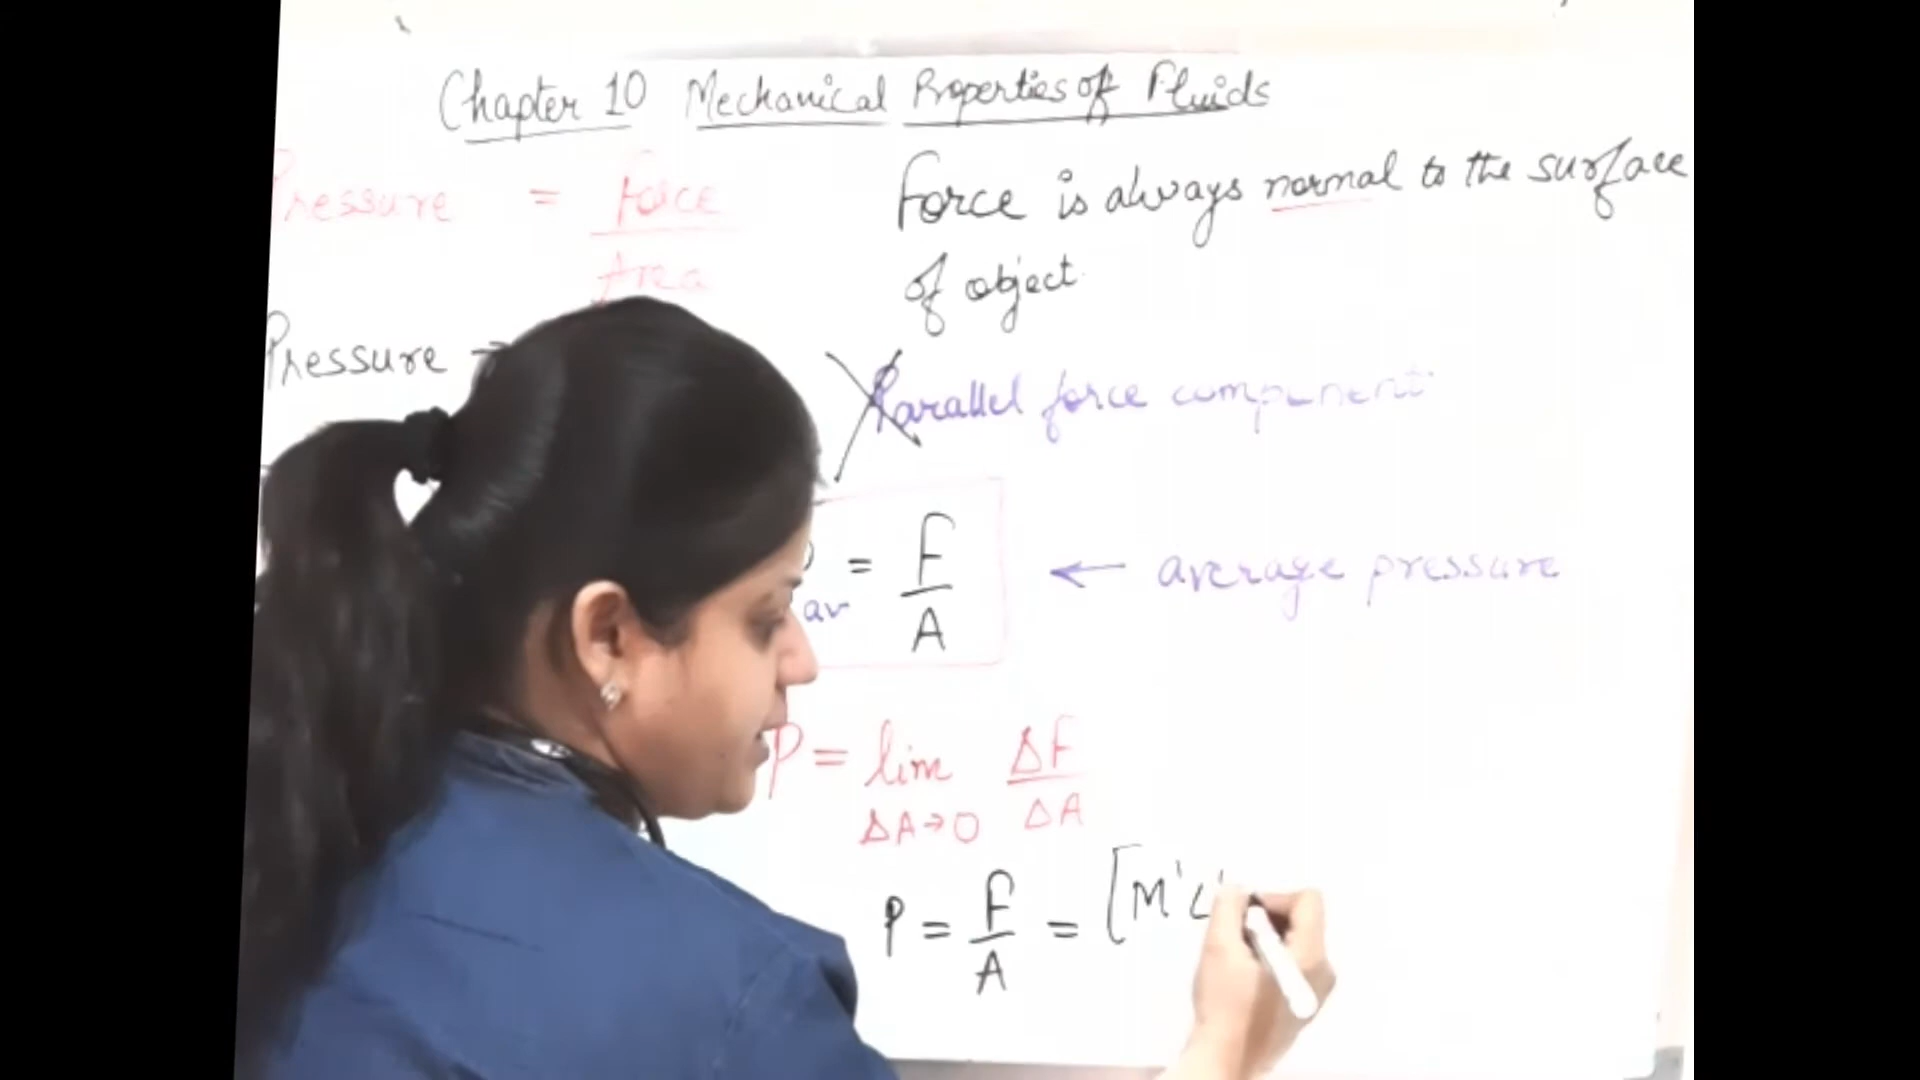 Chapter 10 Mechanical Properties of Fluids
Pressure = Force
Area
Force is always normal to the surface
of object
Pressure →
Parallel force component
av = F
A
← average pressure
P = lim ΔF
ΔA→0 ΔA
P = F = [M¹L¹
A